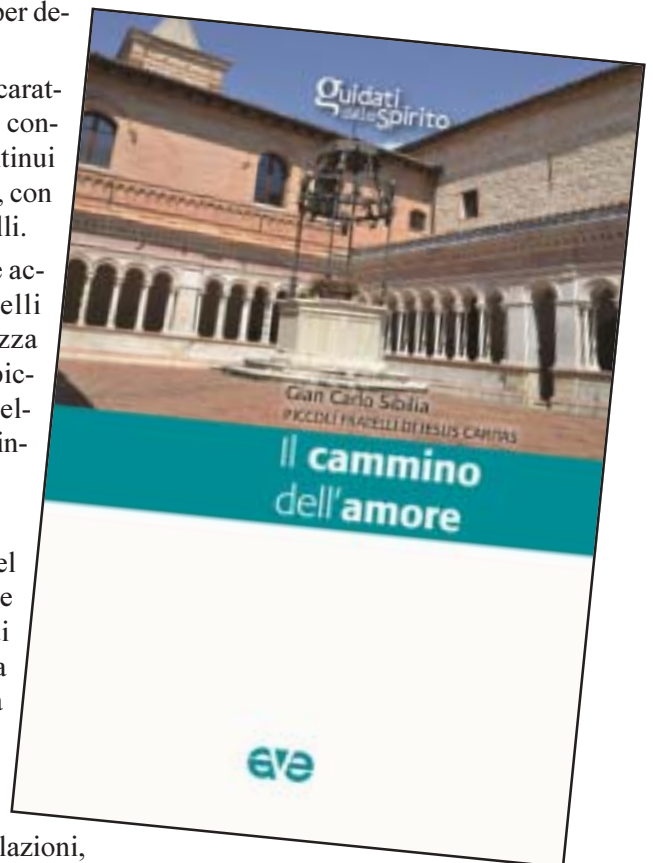 per de-
carat-
con-
tinui
, con
lli.
e ac-
elli
zza
pic-
el-
in-
el
e
i
a
a
lazioni,
guidati
dallo Spirito
Gian Carlo Sibilia
PICCOLI FRATELLI DI JESUS CARITAS
Il cammino
dell'amore
ave